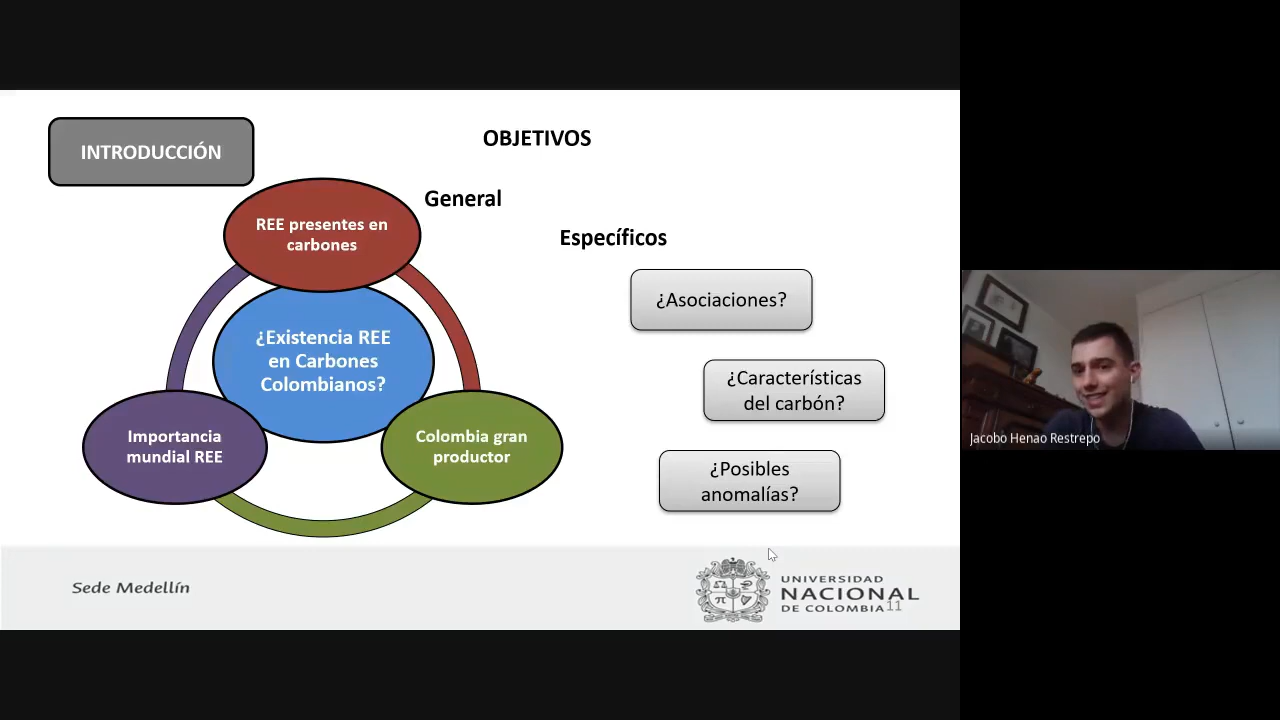 INTRODUCCIÓN
OBJETIVOS
General
Específicos
REE presentes en
carbones
¿Existencia REE
en Carbones
Colombianos?
Importancia
mundial REE
Colombia gran
productor
¿Asociaciones?
¿Características
del carbón?
¿Posibles
anomalías?
Jacobo Henao Restrepo
Sede Medellín
UNIVERSIDAD
NACIONAL
DE COLOMBIA
11